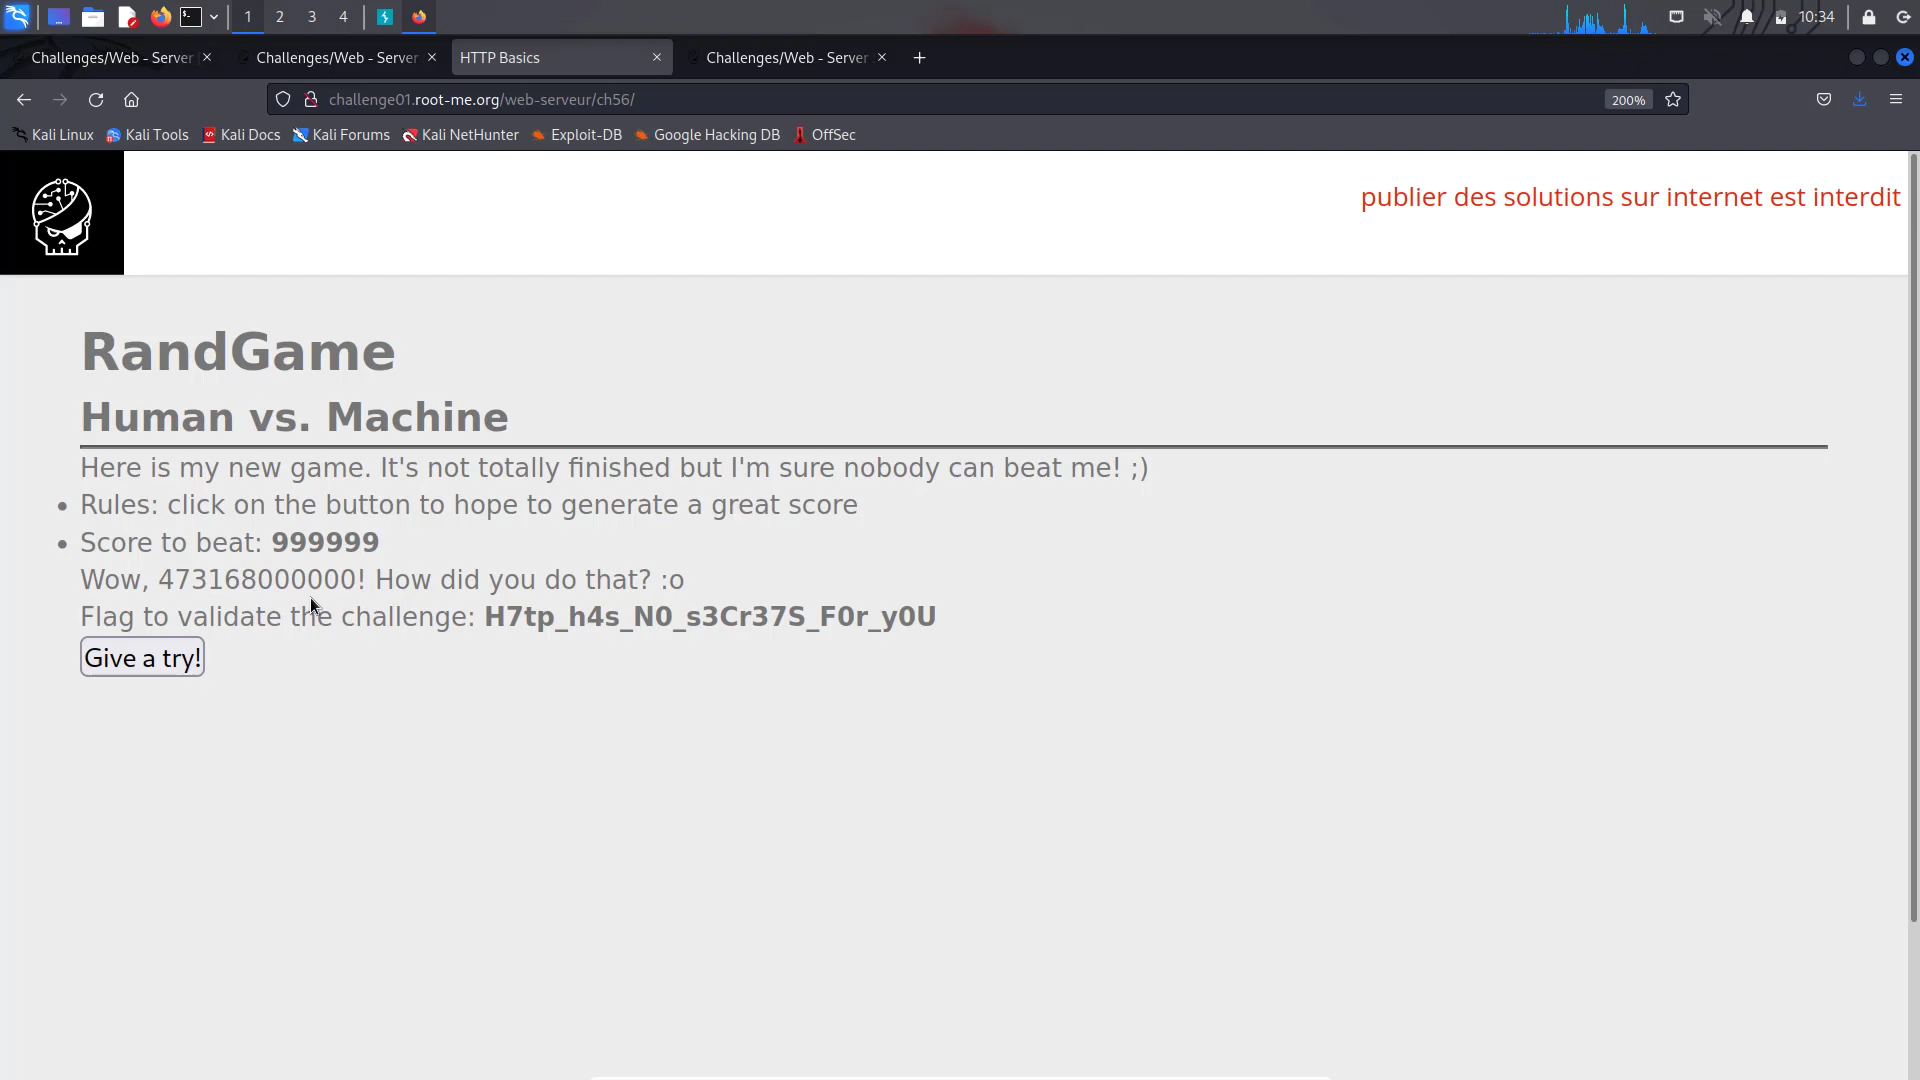 1 2 3 4 10:34
Challenges/Web - Server Challenges/Web - Server HTTP Basics Challenges/Web - Server
challenge01.root-me.org/web-serveur/ch56/ 200%
Kali Linux Kali Tools Kali Docs Kali Forums Kali NetHunter Exploit-DB Google Hacking DB OffSec
publier des solutions sur internet est interdit
RandGame
Human vs. Machine
Here is my new game. It's not totally finished but I'm sure nobody can beat me! ;)
• Rules: click on the button to hope to generate a great score
• Score to beat: 999999
Wow, 473168000000! How did you do that? :o
Flag to validate the challenge: H7tp_h4s_N0_s3Cr37S_F0r_y0U
Give a try!